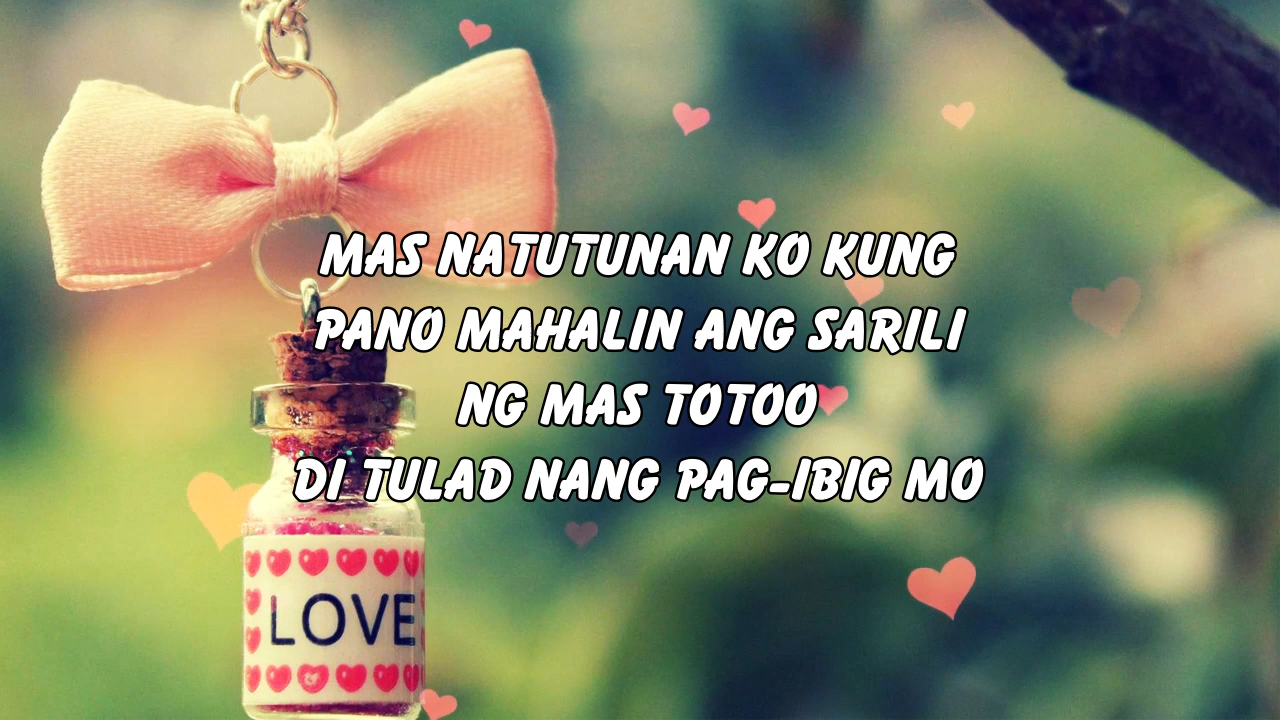 MAS NATUTUNAN KO KUNG
PANO MAHALIN ANG SARILI
NG MAS TOTOO
DI TULAD NANG PAG-IBIG MO
LOVE